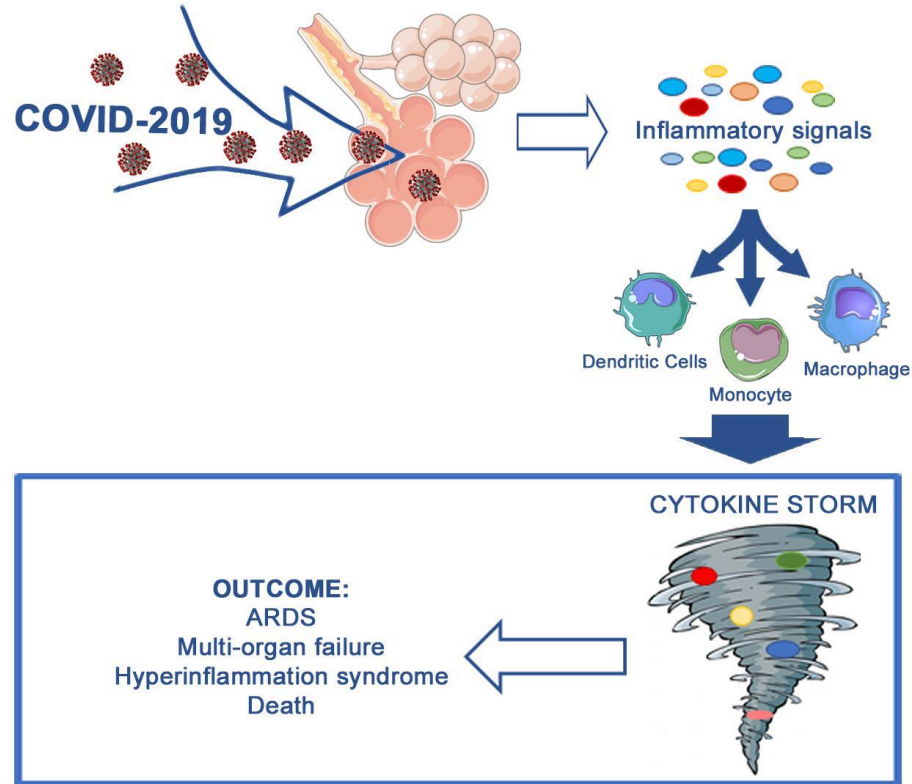 COVID-2019
Inflammatory signals
Dendritic Cells
Monocyte
Macrophage
CYTOKINE STORM
OUTCOME:
ARDS
Multi-organ failure
Hyperinflammation syndrome
Death